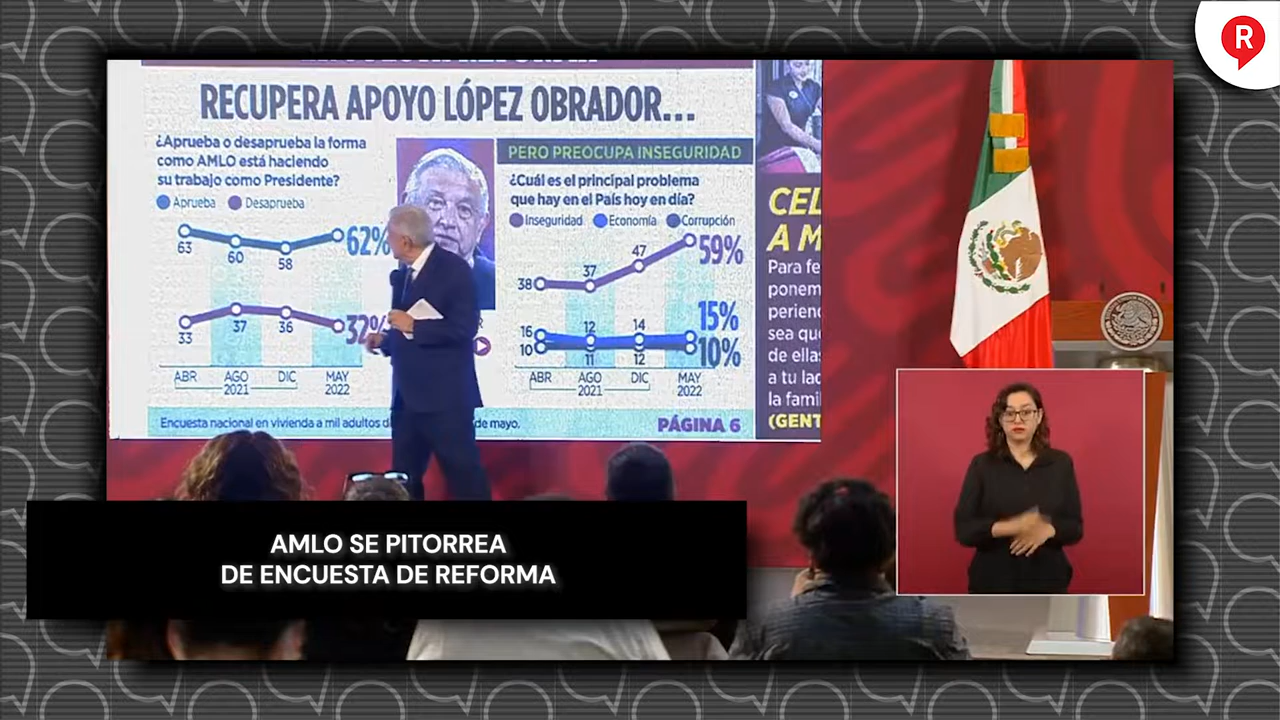 R
RECUPERA APOYO LÓPEZ OBRADOR...
¿Aprueba o desaprueba la forma
como AMLO está haciendo
su trabajo como Presidente?
Aprueba Desaprueba
63 60 58 62%
33 37 36 32%
ABR AGO DIC MAY
2021 2022
PERO PREOCUPA INSEGURIDAD
¿Cuál es el principal problema
que hay en el País hoy en día?
Inseguridad Economía Corrupción
38 37 47 59%
16 12 14 15%
10 11 12 10%
ABR AGO DIC MAY
2021 2022
Encuesta nacional en vivienda a mil adultos de mayo.
PÁGINA 6
CEL
A M
Para fe
ponem
perienc
sea qu
de ella
a tu lad
la fami
(GENT
AMLO SE PITORREA
DE ENCUESTA DE REFORMA